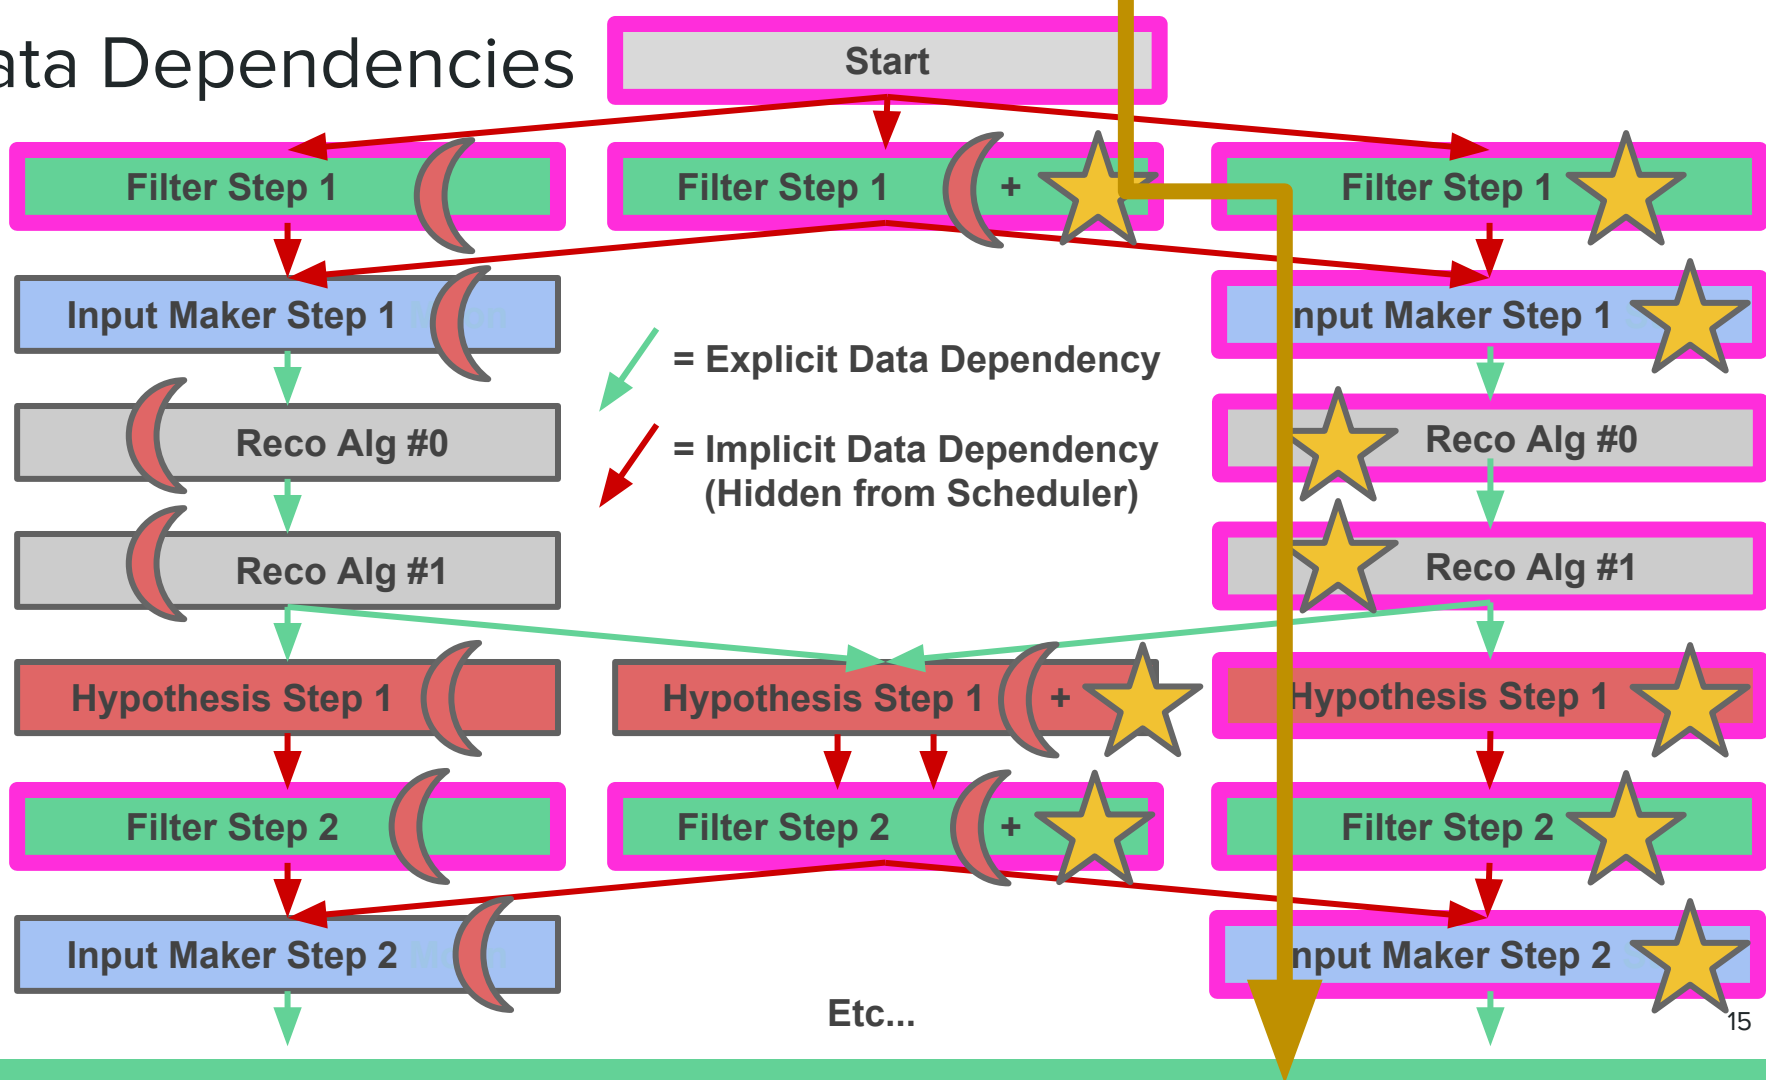 ata Dependencies
Start
Filter Step 1
Filter Step 1 +
Filter Step 1
Input Maker Step 1
nput Maker Step 1
= Explicit Data Dependency
Reco Alg #0
= Implicit Data Dependency
(Hidden from Scheduler)
Reco Alg #0
Reco Alg #1
Reco Alg #1
Hypothesis Step 1
Hypothesis Step 1 +
Hypothesis Step 1
Filter Step 2
Filter Step 2 +
Filter Step 2
Input Maker Step 2
nput Maker Step 2
Etc...
15